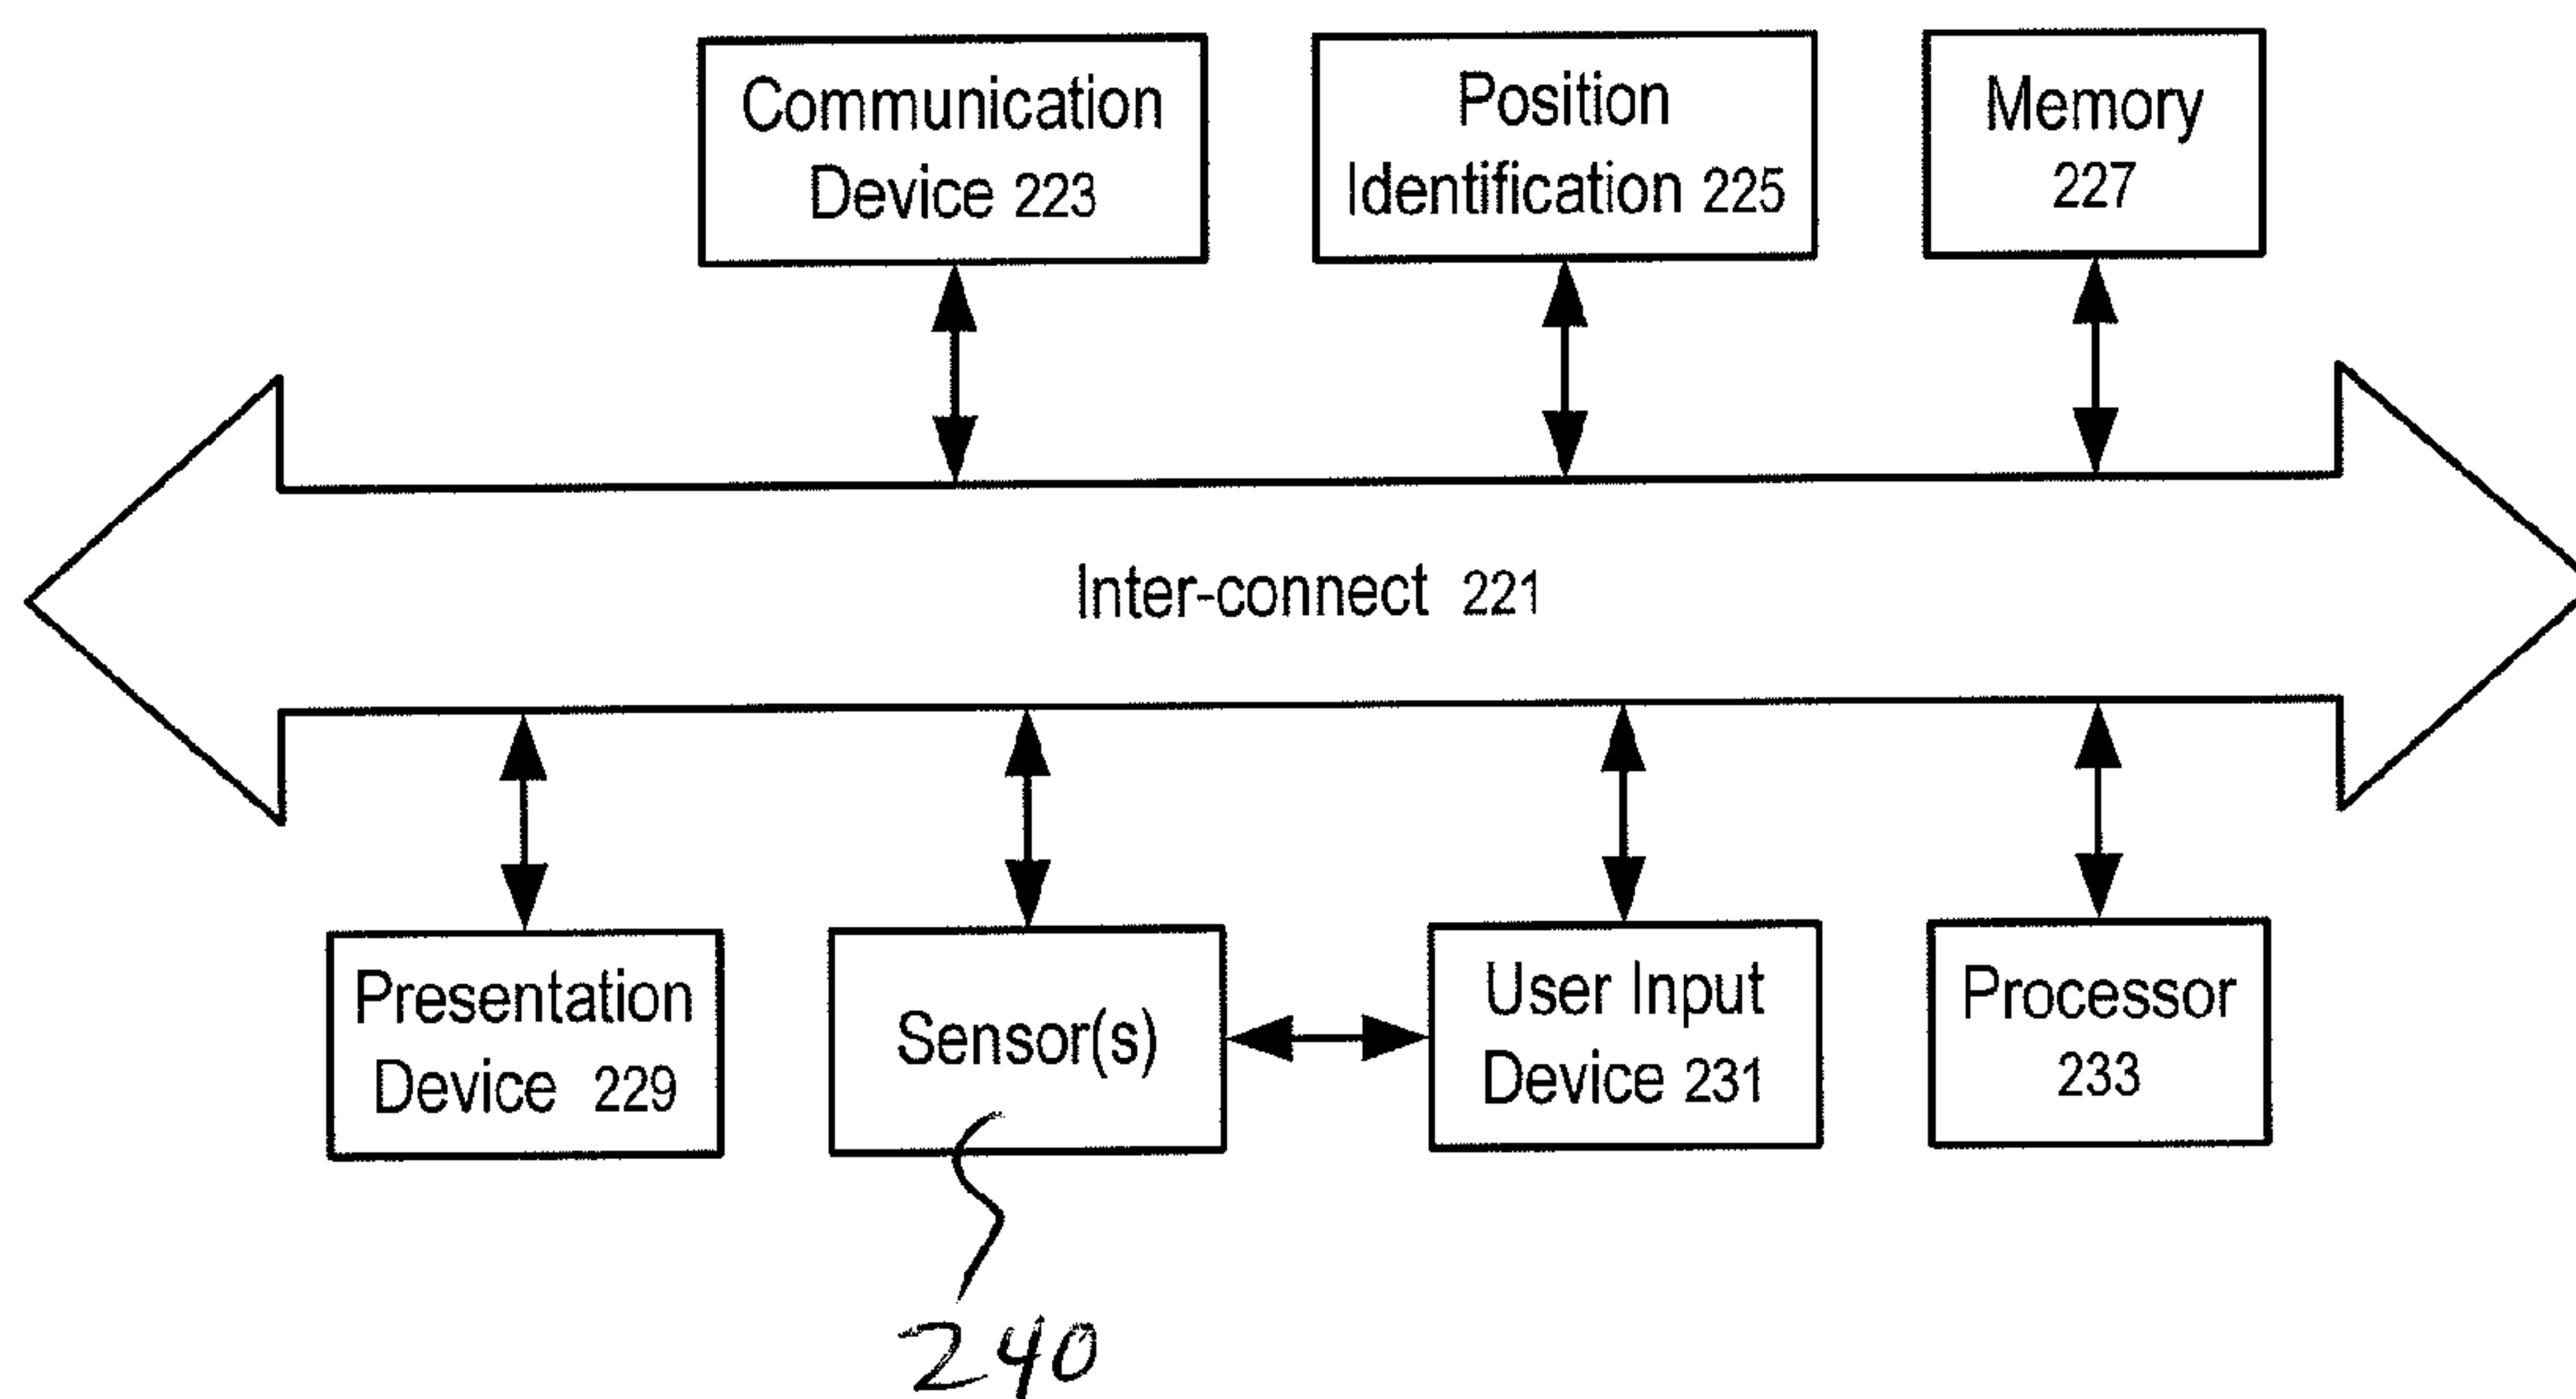 Communication
Device 223
Position
Identification 225
Memory
227
Inter-connect 221
Presentation
Device 229
Sensor(s)
User Input
Device 231
Processor
233
240